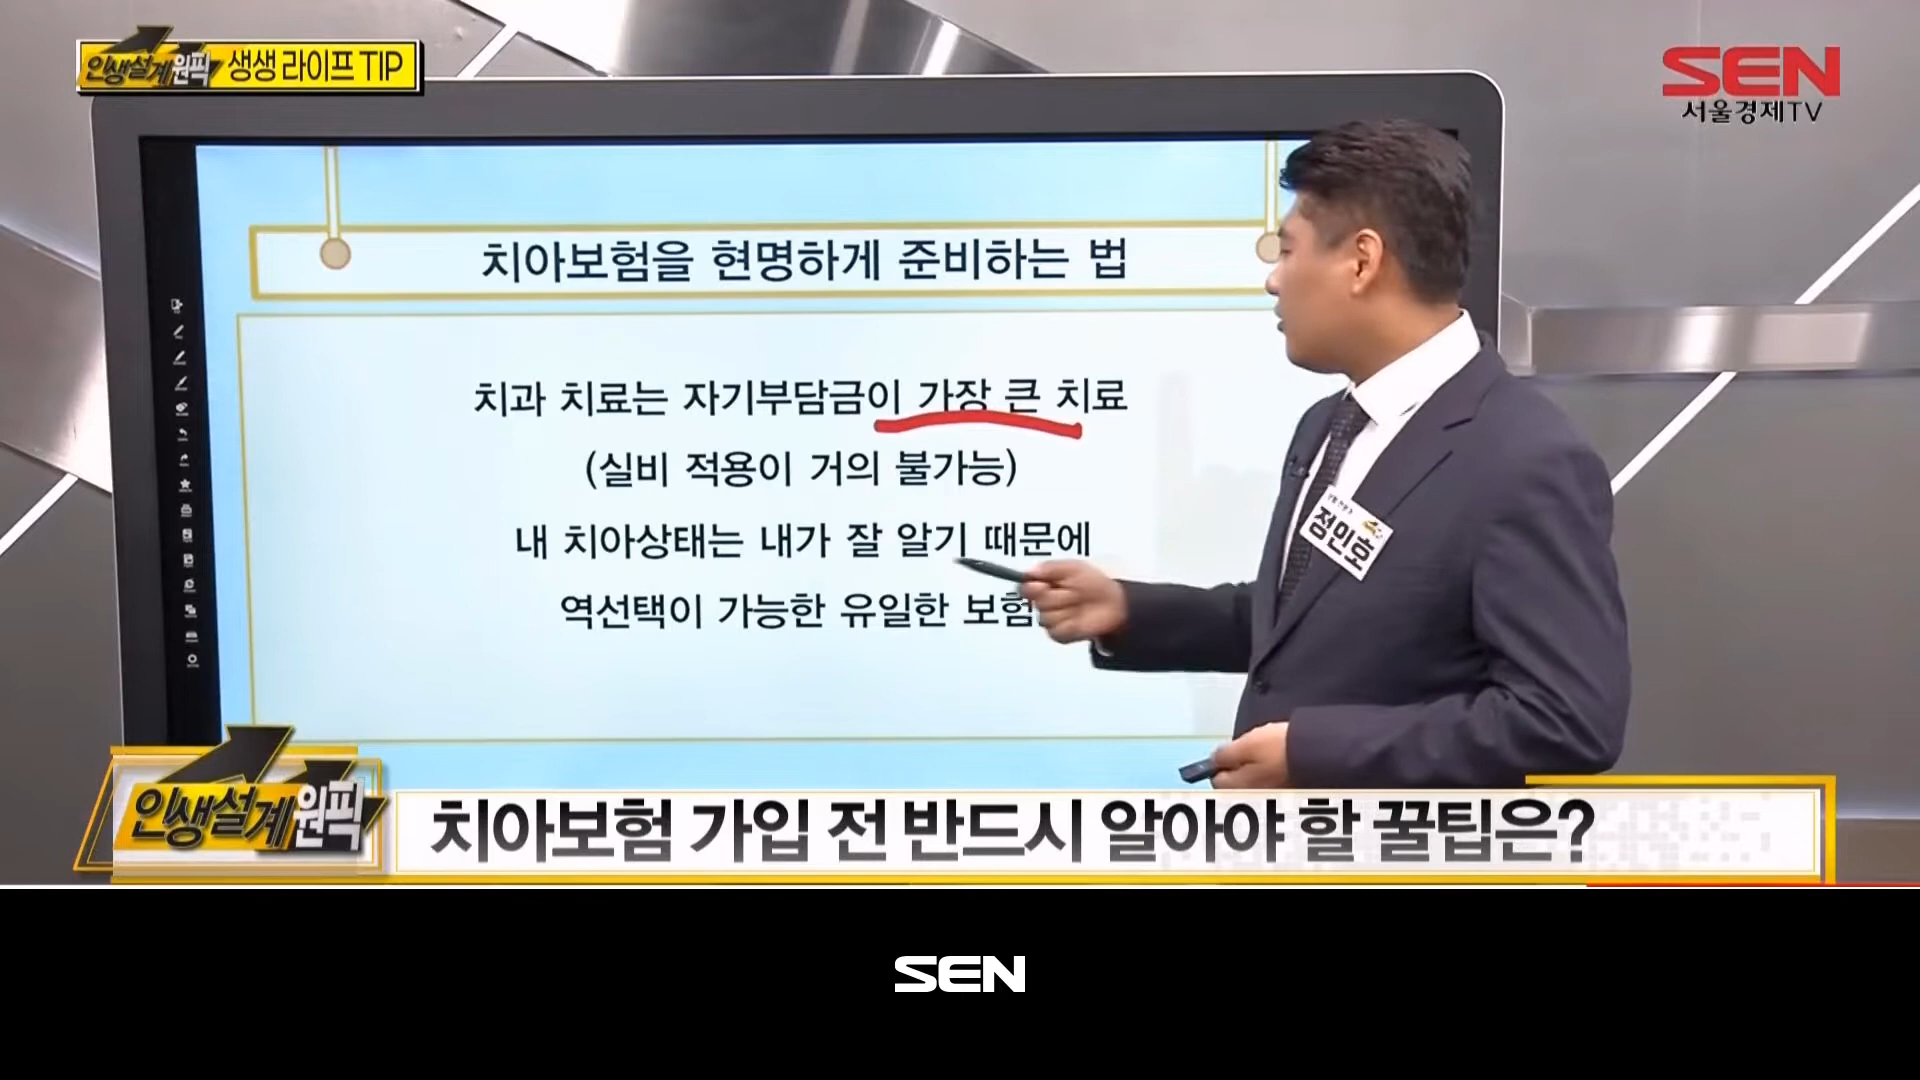 인생설계원픽 생생 라이프 TIP
SEN
서울경제TV
치아보험을 현명하게 준비하는 법
치과 치료는 자기부담금이 가장 큰 치료
(실비 적용이 거의 불가능)
내 치아상태는 내가 잘 알기 때문에
역선택이 가능한 유일한 보험
정인호
인생설계원픽
치아보험 가입 전 반드시 알아야 할 꿀팁은?
SEN